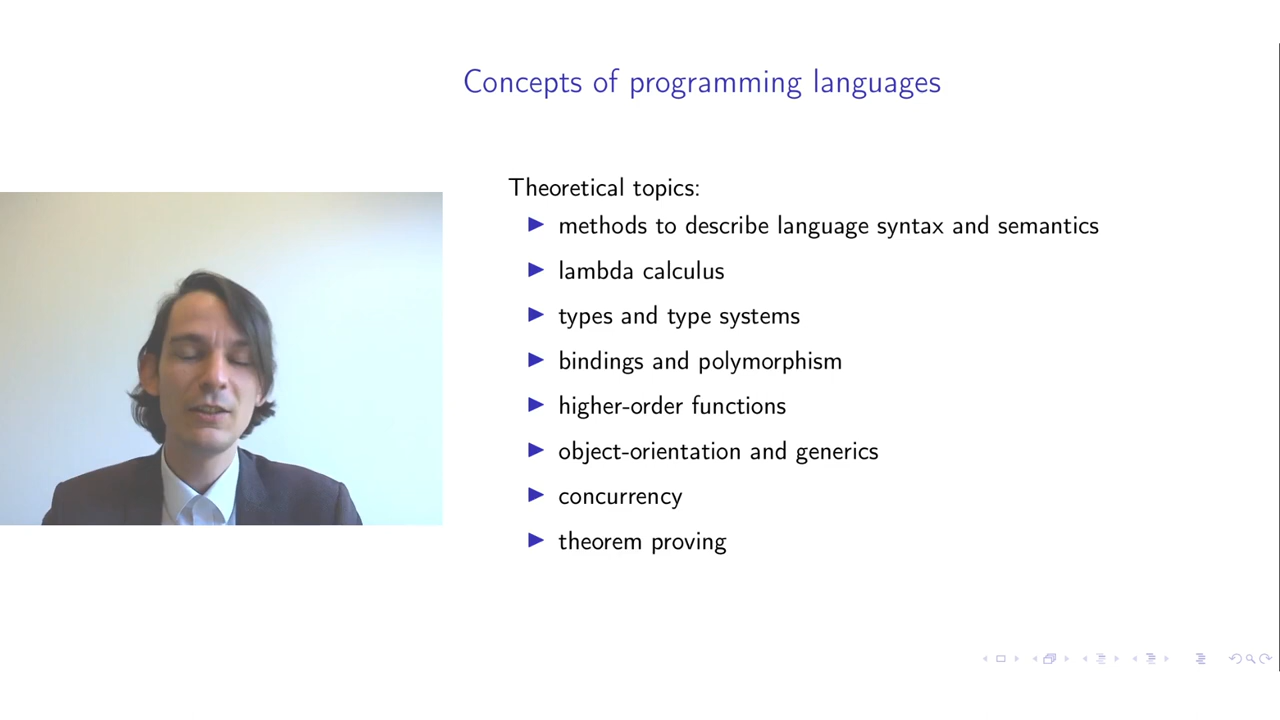 Concepts of programming languages
Theoretical topics:
methods to describe language syntax and semantics
lambda calculus
types and type systems
bindings and polymorphism
higher-order functions
object-orientation and generics
concurrency
theorem proving